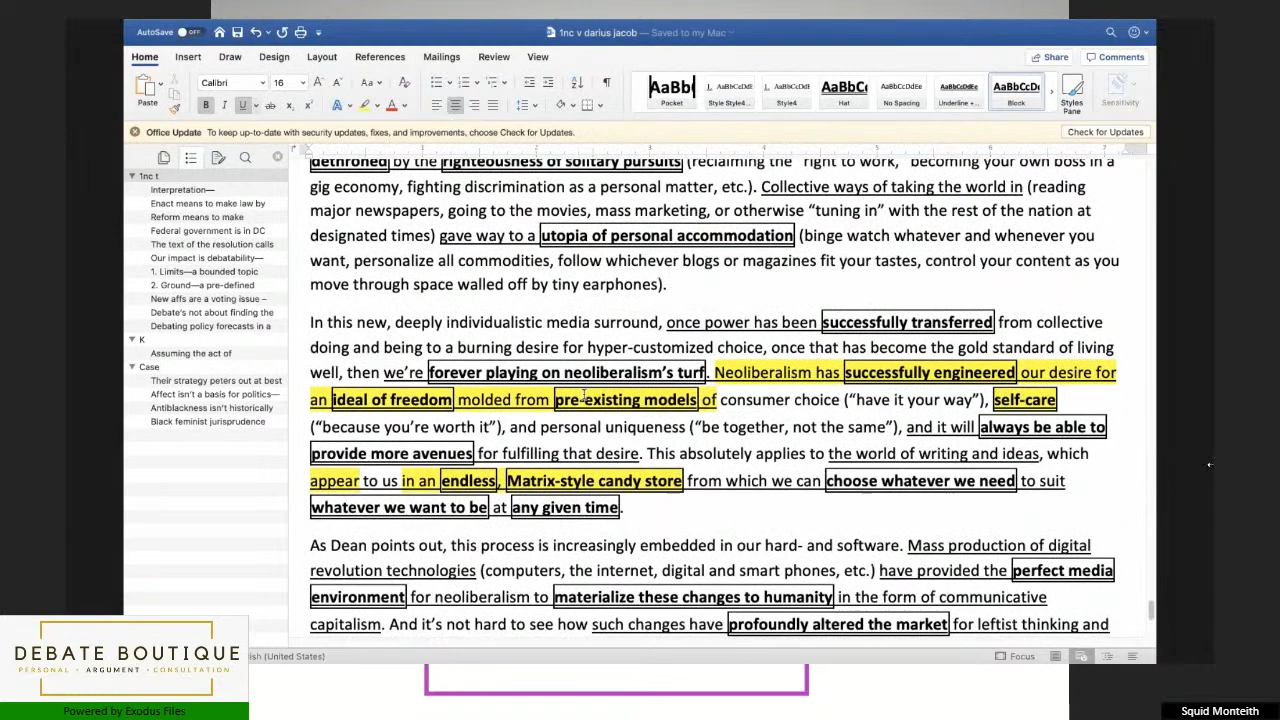 AutoSave OFF 1nc v darius jacob — Saved to my Mac
Home Insert Draw Design Layout References Mailings Review View Share Comments
Calibri 16 Aa
Paste
AaBbCcDdEe
Pocket Style Style4... Style4 Hat No Spacing Underline +... Block Styles Pane Sensitivity
Office Update To keep up-to-date with security updates, fixes, and improvements, choose Check for Updates. Check for Updates
1nc t
Interpretation—
Enact means to make law by
Reform means to make
Federal government is in DC
The text of the resolution calls
Our impact is debatability—
1. Limits—a bounded topic
2. Ground—a pre-defined
New affs are a voting issue –
Debate's not about finding the
Debating policy forecasts in a
K
Assuming the act of
Case
Their strategy peters out at best
Affect isn't a basis for politics—
Antiblackness isn't historically
Black feminist jurisprudence
dethroned by the righteousness of solitary pursuits (reclaiming the "right to work," becoming your own boss in a
gig economy, fighting discrimination as a personal matter, etc.). Collective ways of taking the world in (reading
major newspapers, going to the movies, mass marketing, or otherwise “tuning in” with the rest of the nation at
designated times) gave way to a utopia of personal accommodation (binge watch whatever and whenever you
want, personalize all commodities, follow whichever blogs or magazines fit your tastes, control your content as you
move through space walled off by tiny earphones).
In this new, deeply individualistic media surround, once power has been successfully transferred from collective
doing and being to a burning desire for hyper-customized choice, once that has become the gold standard of living
well, then we’re forever playing on neoliberalism’s turf. Neoliberalism has successfully engineered our desire for
an ideal of freedom molded from pre-existing models of consumer choice (“have it your way”), self-care
(“because you’re worth it”), and personal uniqueness (“be together, not the same”), and it will always be able to
provide more avenues for fulfilling that desire. This absolutely applies to the world of writing and ideas, which
appear to us in an endless, Matrix-style candy store from which we can choose whatever we need to suit
whatever we want to be at any given time.
As Dean points out, this process is increasingly embedded in our hard- and software. Mass production of digital
revolution technologies (computers, the internet, digital and smart phones, etc.) have provided the perfect media
environment for neoliberalism to materialize these changes to humanity in the form of communicative
capitalism. And it’s not hard to see how such changes have profoundly altered the market for leftist thinking and
ish (United States) Focus
DEBATE BOUTIQUE
PERSONAL · ARGUMENT · CONSULTATION
Powered by Exodus Files
Squid Monteith